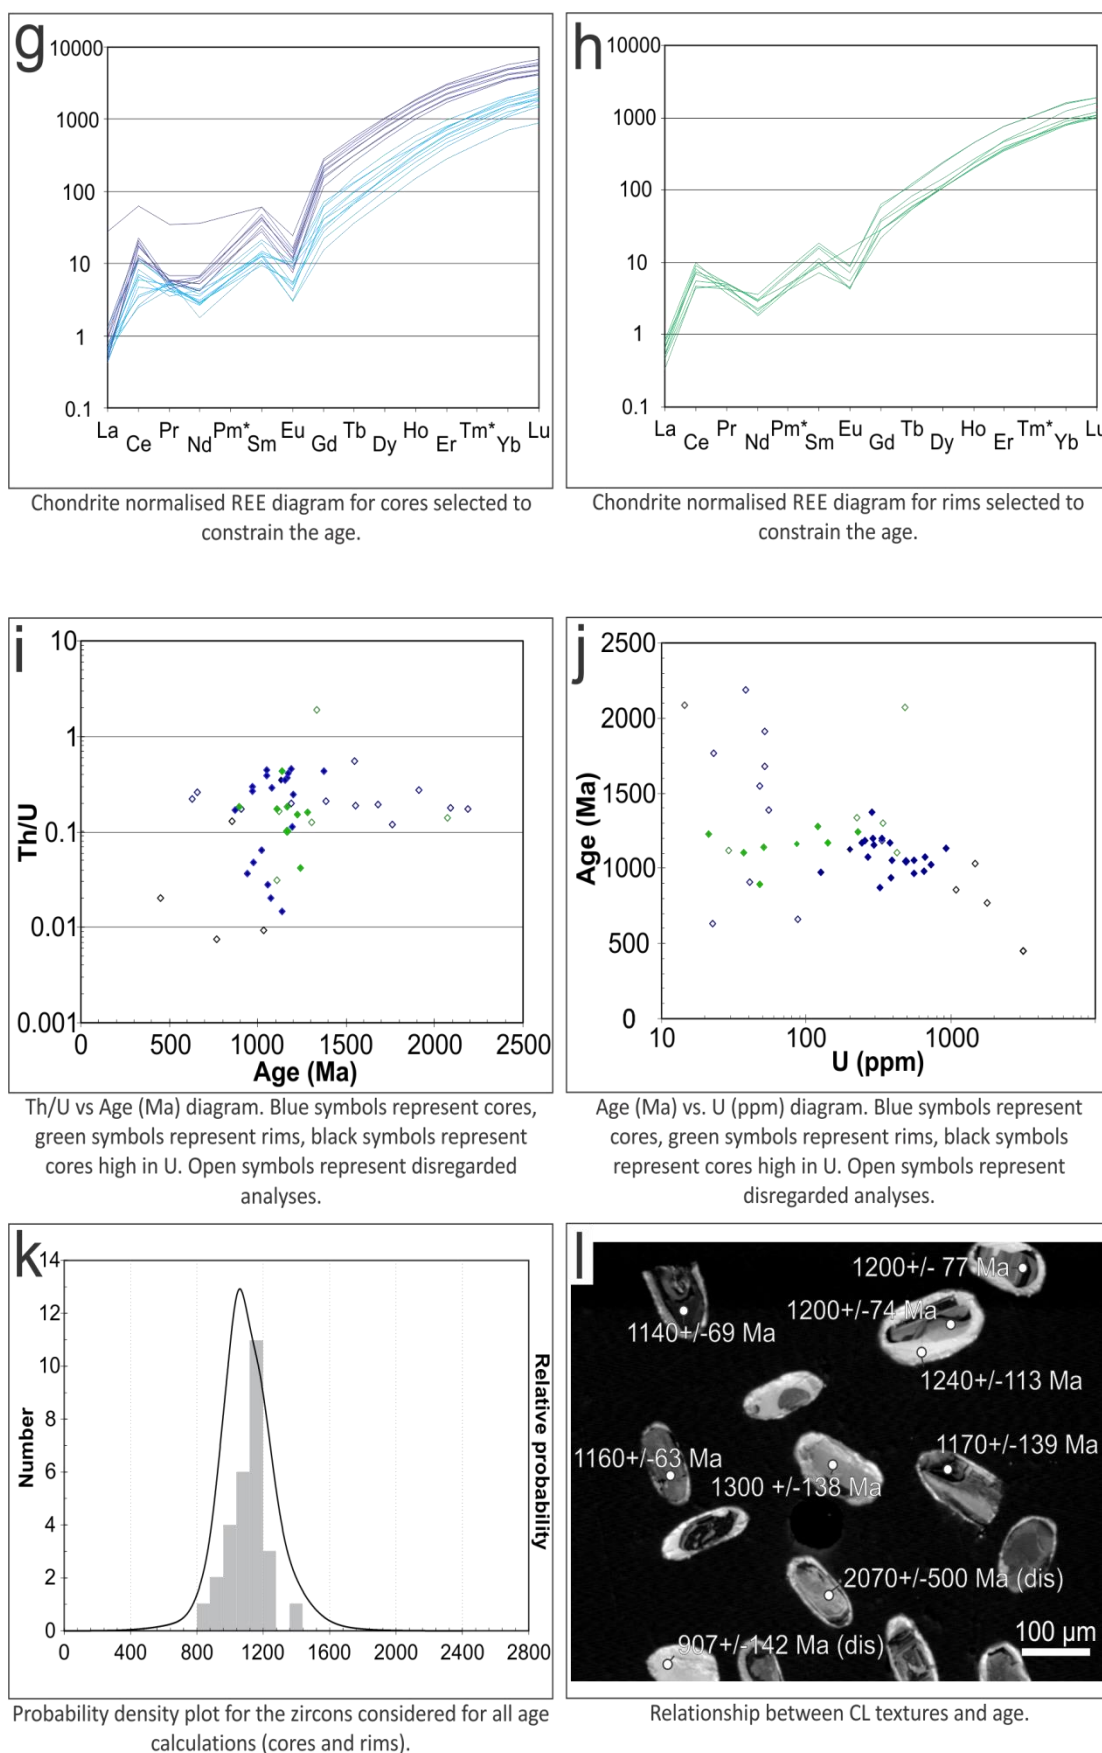 g
10000
1000
100
10
1
0.1
La
Ce
Pr
Nd
Pm*
Sm
Eu
Gd
Tb
Dy
Ho
Er
Tm*
Yb
Lu
Chondrite normalised REE diagram for cores selected to
constrain the age.
h
10000
1000
100
10
1
0.1
La
Ce
Pr
Nd
Pm*
Sm
Eu
Gd
Tb
Dy
Ho
Er
Tm*
Yb
Lu
Chondrite normalised REE diagram for rims selected to
constrain the age.
i
10
1
0.1
0.01
0.001
Th/U
0 500 1000 1500 2000 2500
Age (Ma)
Th/U vs Age (Ma) diagram. Blue symbols represent cores,
green symbols represent rims, black symbols represent
cores high in U. Open symbols represent disregarded
analyses.
j
2500
2000
1500
1000
500
0
Age (Ma)
10 100 1000
U (ppm)
Age (Ma) vs. U (ppm) diagram. Blue symbols represent
cores, green symbols represent rims, black symbols
represent cores high in U. Open symbols represent
disregarded analyses.
k
14
12
10
8
6
4
2
0
Number
Relative probability
0 400 800 1200 1600 2000 2400 2800
Probability density plot for the zircons considered for all age
calculations (cores and rims).
l
1200+/- 77 Ma
1200+/-74 Ma
1140+/-69 Ma
1240+/-113 Ma
1170+/-139 Ma
1160+/-63 Ma
1300 +/-138 Ma
2070+/-500 Ma (dis)
100 µm
907+/-142 Ma (dis)
Relationship between CL textures and age.